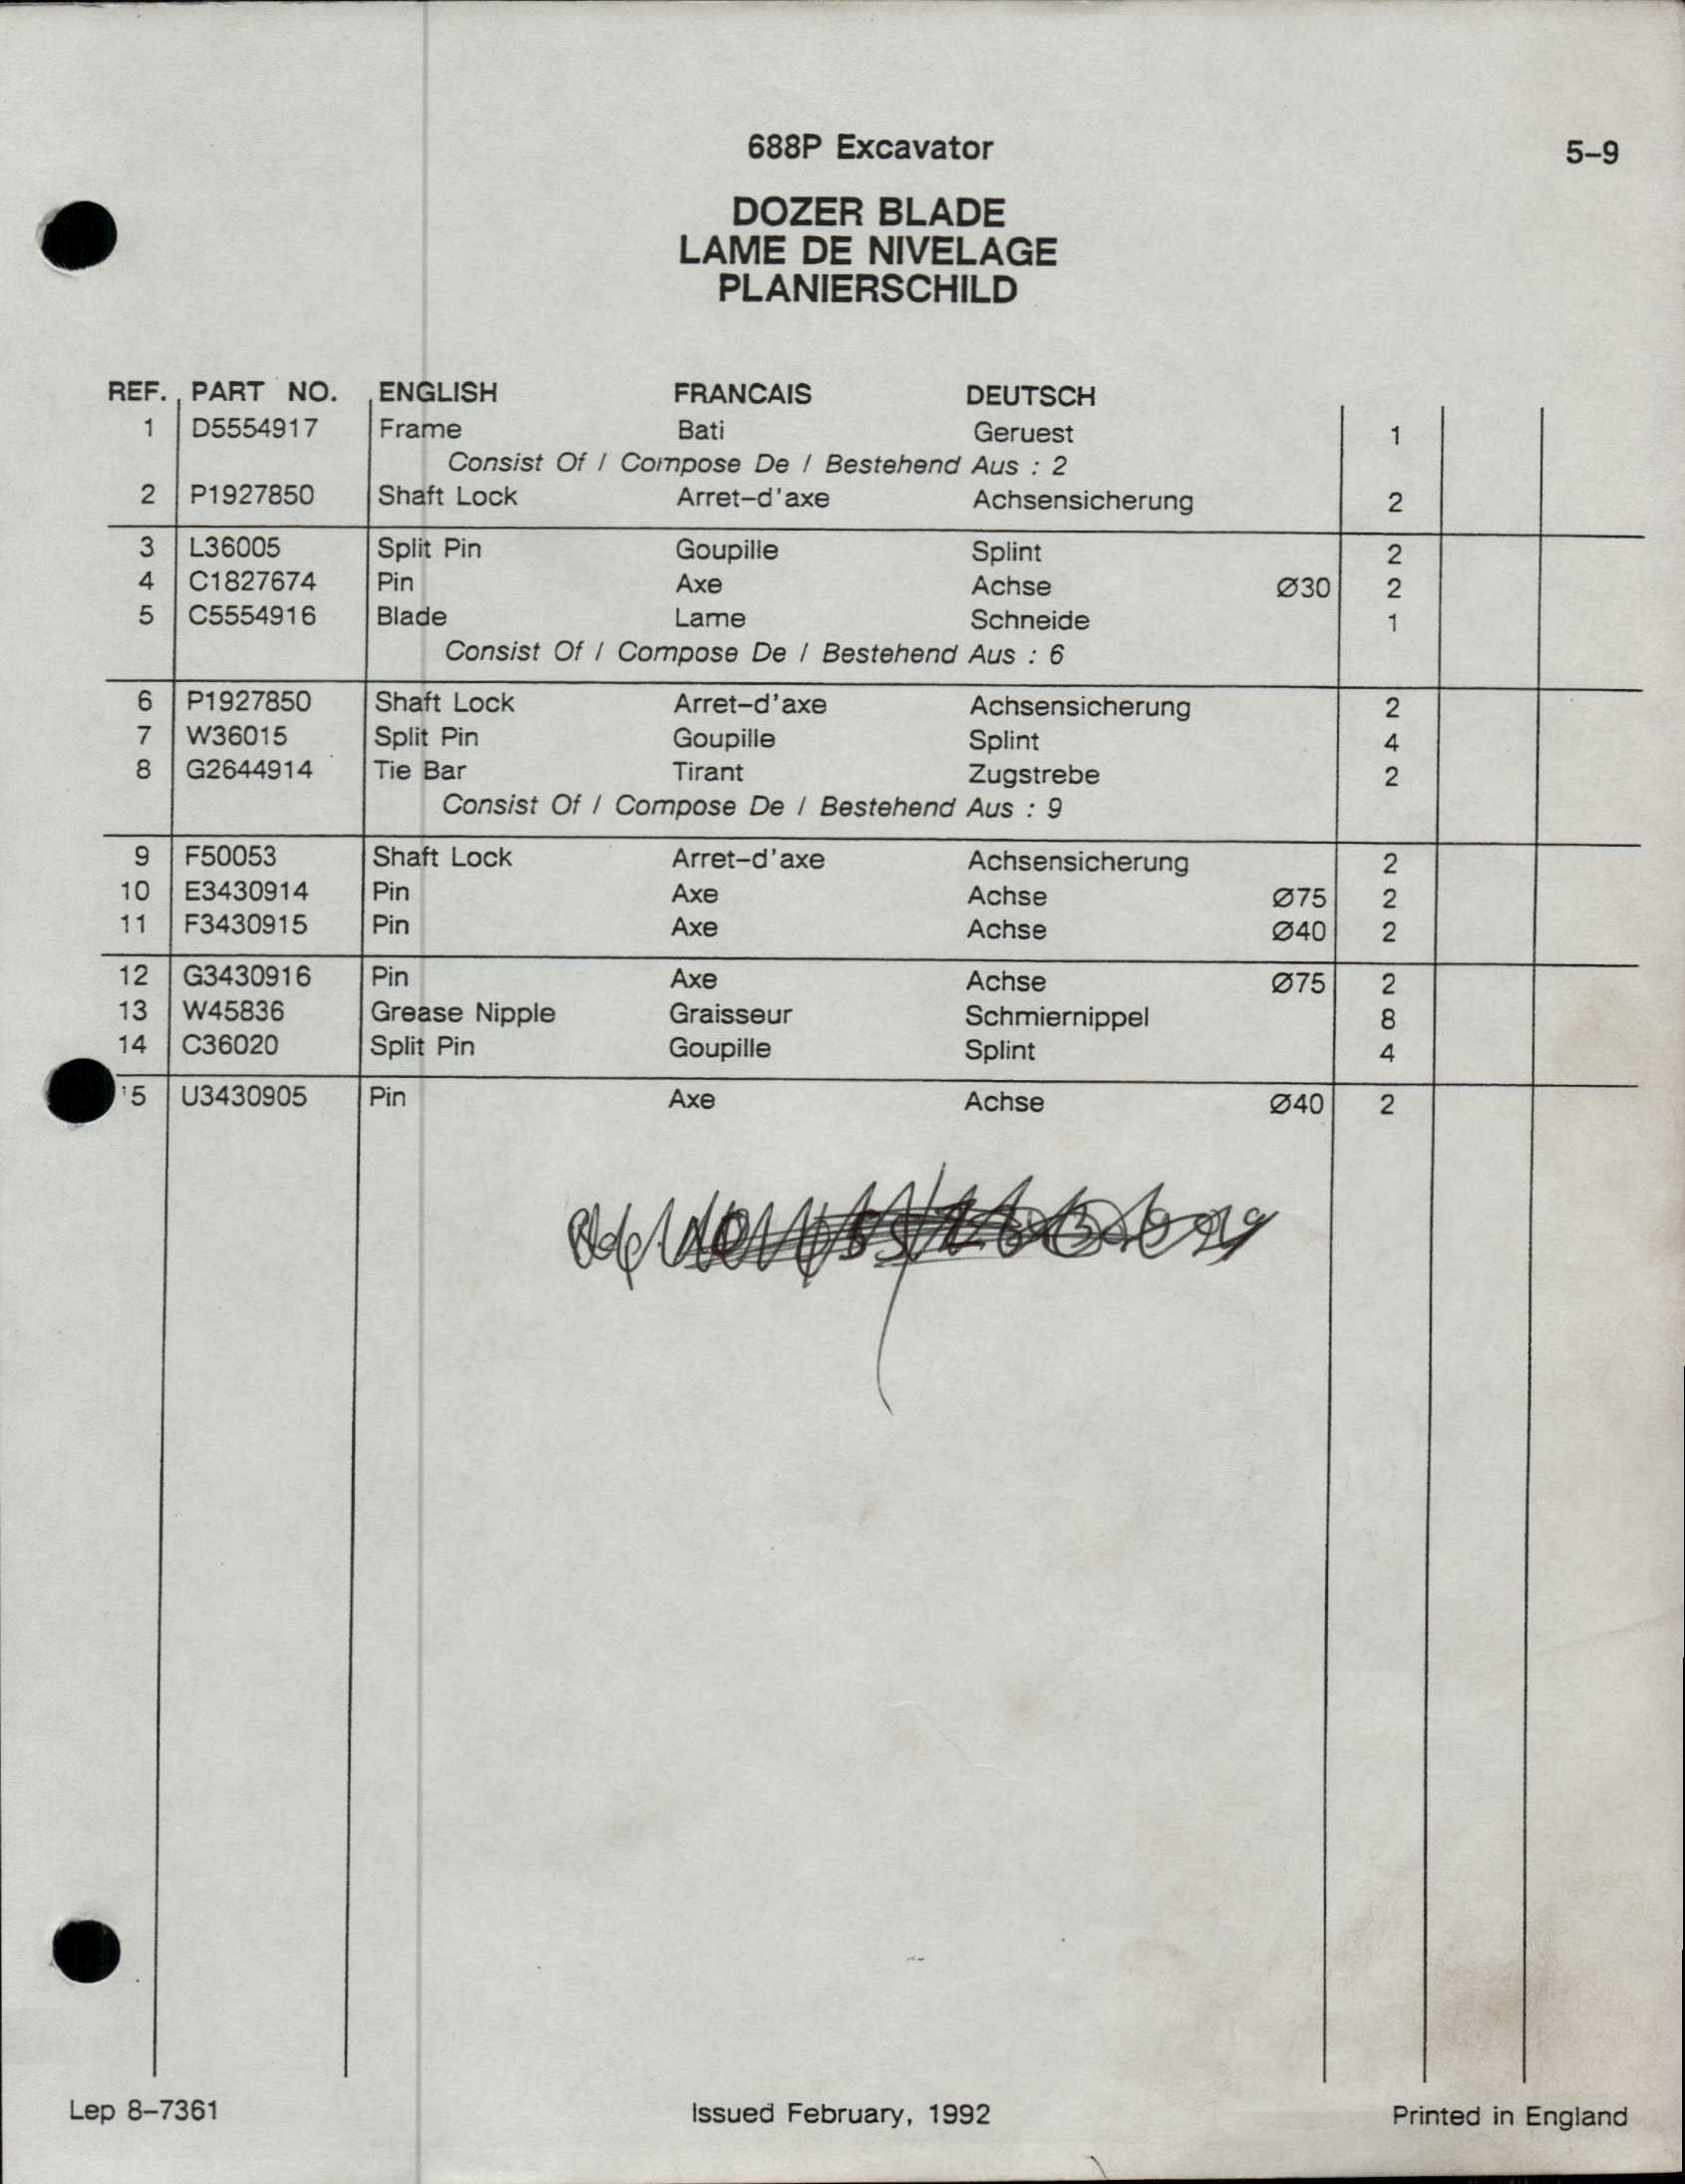 688P Excavator 5-9
DOZER BLADE
LAME DE NIVELAGE
PLANIERSCHILD
REF. PART NO. ENGLISH FRANCAIS DEUTSCH
1 D5554917 Frame Bati Geruest 1
Consist Of / Compose De / Bestehend Aus : 2
2 P1927850 Shaft Lock Arret-d'axe Achsensicherung 2
3 L36005 Split Pin Goupille Splint 2
4 C1827674 Pin Axe Achse Ø30 2
5 C5554916 Blade Lame Schneide 1
Consist Of / Compose De / Bestehend Aus : 6
6 P1927850 Shaft Lock Arret-d'axe Achsensicherung 2
7 W36015 Split Pin Goupille Splint 4
8 G2644914 Tie Bar Tirant Zugstrebe 2
Consist Of / Compose De / Bestehend Aus : 9
9 F50053 Shaft Lock Arret-d'axe Achsensicherung 2
10 E3430914 Pin Axe Achse Ø75 2
11 F3430915 Pin Axe Achse Ø40 2
12 G3430916 Pin Axe Achse Ø75 2
13 W45836 Grease Nipple Graisseur Schmiernippel 8
14 C36020 Split Pin Goupille Splint 4
5 U3430905 Pin Axe Achse Ø40 2
Lep 8-7361 Issued February, 1992 Printed in England